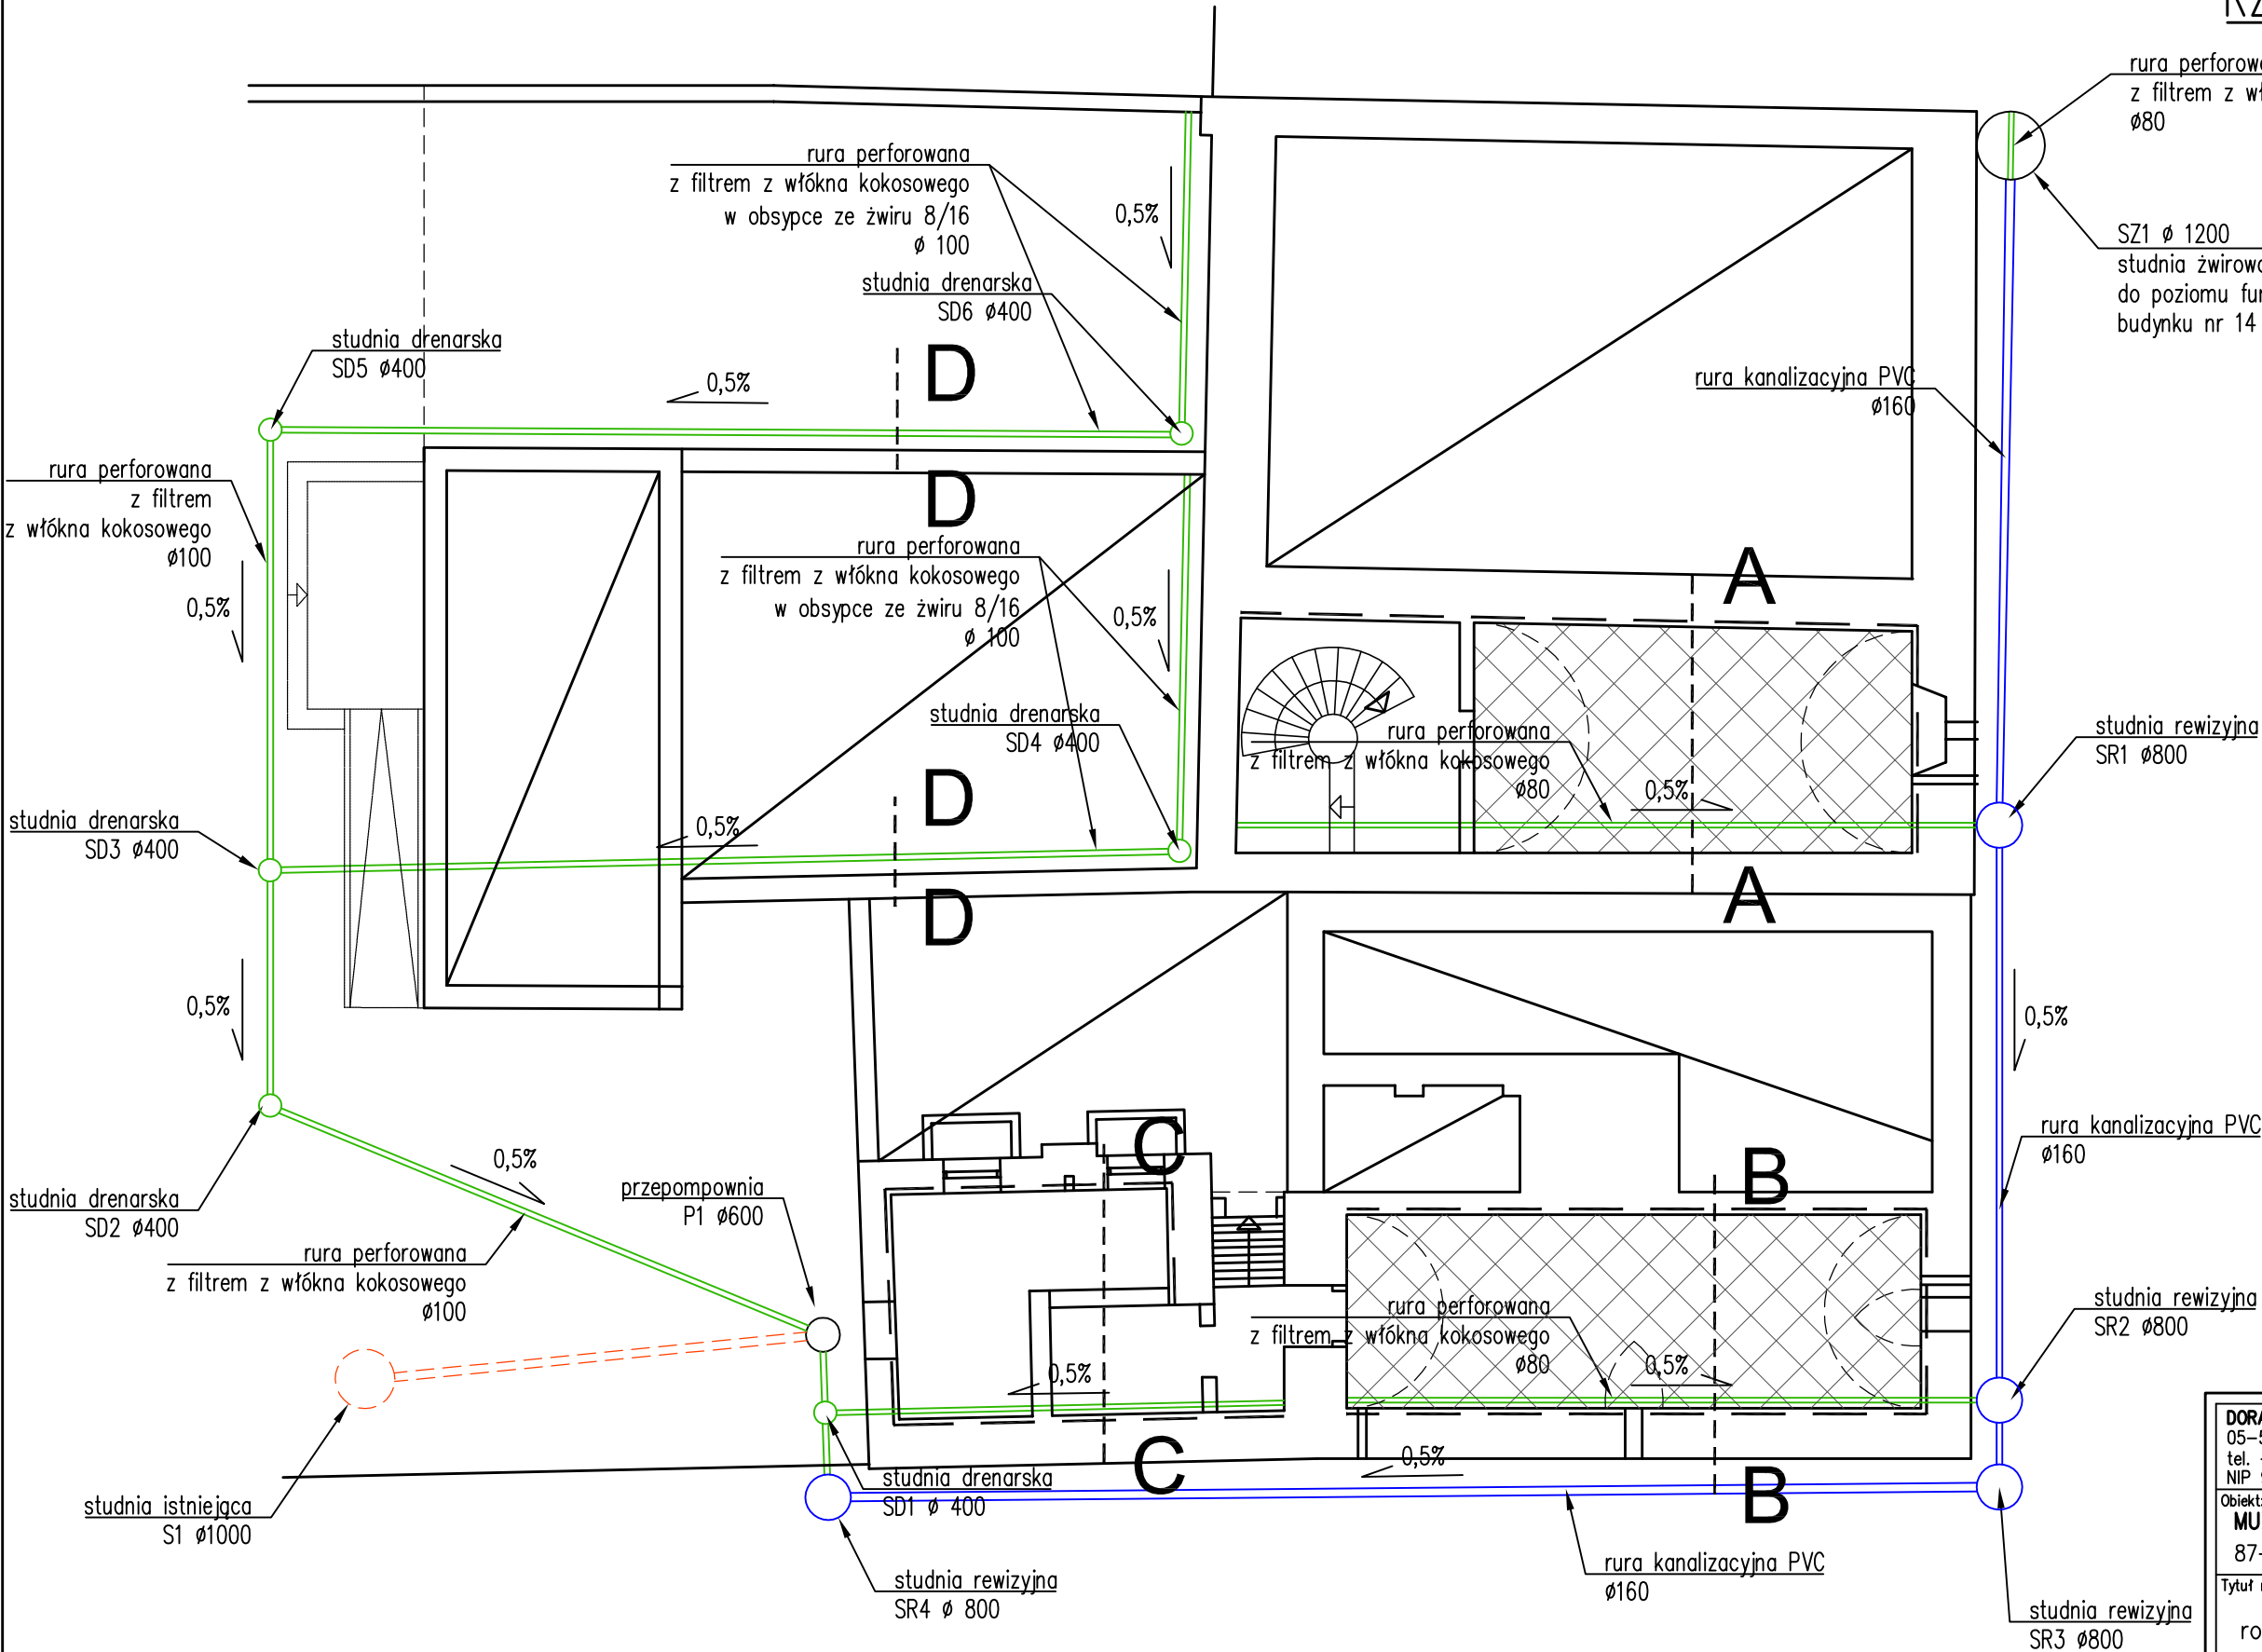 z filtrem z
Ø80
rura perforowana
z filtrem z włókna kokosowego
w obsypce ze żwiru 8/16
Ø 100
0,5%
SZ1 Ø 1200
studnia
do poziomu
budynku nr 14
studnia drenarska
SD6 Ø400
studnia drenarska
SD5 Ø400
0,5%
D
rura kanalizacyjna PVC
Ø160
rura perforowana
z filtrem
z włókna kokosowego
Ø100
D
0,5%
rura perforowana
z filtrem z włókna kokosowego
w obsypce ze żwiru 8/16
Ø 100
0,5%
A
studnia drenarska
SD4 Ø400
rura perforowana
z filtrem z włókna kokosowego
Ø80
0,5%
studnia rewizyjna
SR1 Ø800
D
0,5%
studnia drenarska
SD3 Ø400
D
A
0,5%
0,5%
rura kanalizacyjna PVC
Ø160
C
B
0,5%
studnia drenarska
SD2 Ø400
przepompownia
P1 Ø600
rura perforowana
z filtrem z włókna kokosowego
Ø100
rura perforowana
z filtrem z włókna kokosowego
Ø80
0,5%
studnia rewizyjna
SR2 Ø800
0,5%
C
0,5%
B
studnia drenarska
SD1 Ø 400
studnia istniejąca
S1 Ø1000
studnia rewizyjna
SR4 Ø 800
rura kanalizacyjna PVC
Ø160
studnia rewizyjna
SR3 Ø800
tel.
NIP
Obiekt:
87-
Tytuł